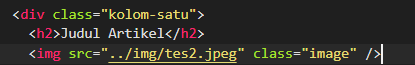 <div class="kolom-satu">
<h2>Judul Artikel</h2>
<img src="../img/tes2.jpeg" class="image" />